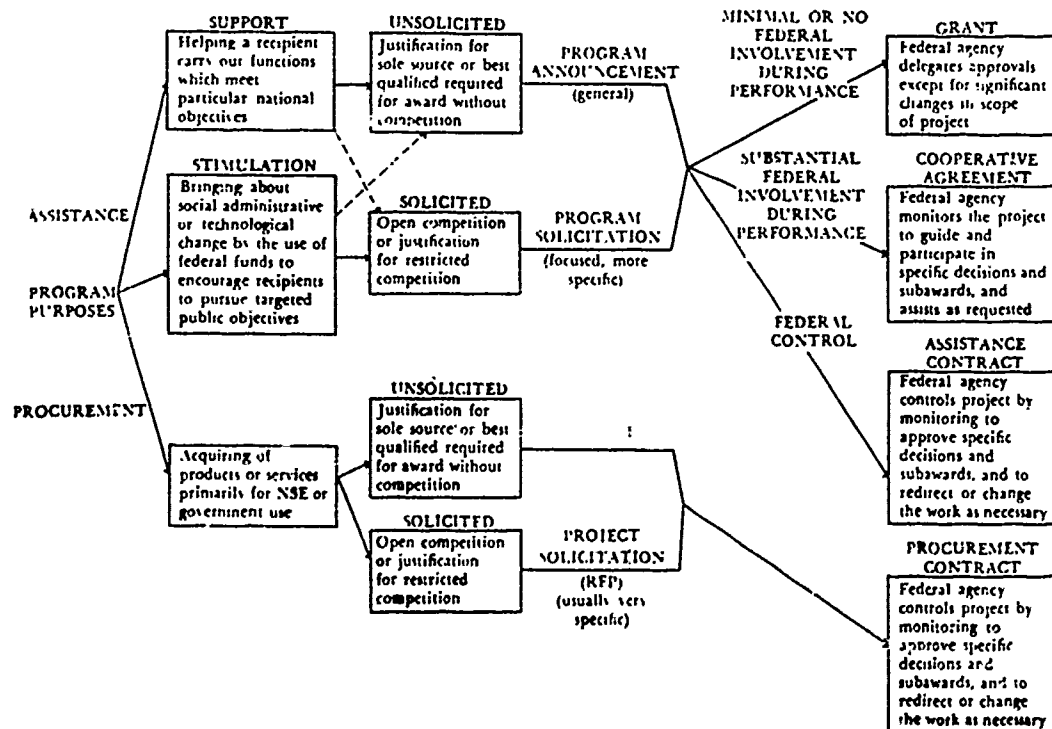 SUPPORT
Helping a recipient
carry out functions
which meet
particular national
objectives
STIMULATION
Bringing about
social administrative
or technological
change by the use of
federal funds to
encourage recipients
to pursue targeted
public objectives
ASSISTANCE
PROGRAM
PURPOSES
PROCUREMENT
Acquiring of
products or services
primarily for NSE or
government use
UNSOLICITED
Justification for
sole source or best
qualified required
for award without
competition
SOLICITED
Open competition
or justification
for restricted
competition
UNSOLICITED
Justification for
sole source or best
qualified required
for award without
competition
SOLICITED
Open competition
or justification
for restricted
competition
PROGRAM
ANNOUNCEMENT
(general)
PROGRAM
SOLICITATION
(focused, more
specific)
PROJECT
SOLICITATION
(RFP)
(usually very
specific)
MINIMAL OR NO
FEDERAL
INVOLVEMENT
DURING
PERFORMANCE
SUBSTANTIAL
FEDERAL
INVOLVEMENT
DURING
PERFORMANCE
FEDERAL
CONTROL
GRANT
Federal agency
delegates approvals
except for significant
changes in scope
of project
COOPERATIVE
AGREEMENT
Federal agency
monitors the project
to guide and
participate in
specific decisions and
subawards, and
assists as requested
ASSISTANCE
CONTRACT
Federal agency
controls project by
monitoring to
approve specific
decisions and
subawards, and to
redirect or change
the work as necessary
PROCUREMENT
CONTRACT
Federal agency
controls project by
monitoring to
approve specific
decisions and
subawards, and to
redirect or change
the work as necessary